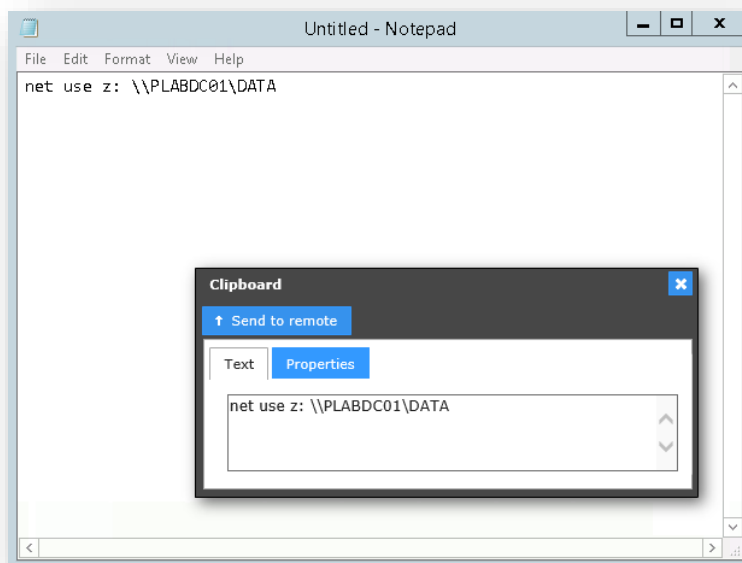 Untitled - Notepad
File Edit Format View Help
net use z: \\PLABDC01\DATA
Clipboard
Send to remote
Text Properties
net use z: \\PLABDC01\DATA